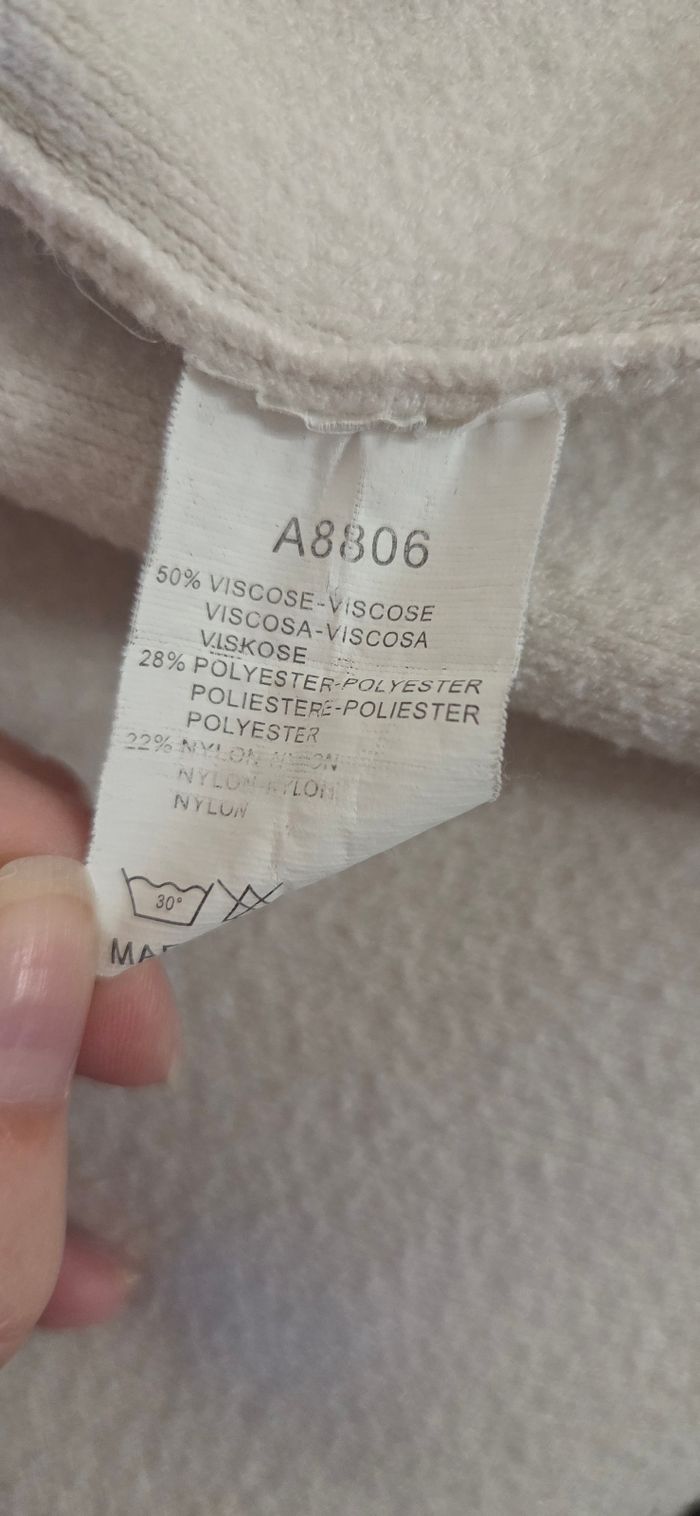 A8806
50% VISCOSE-VISCOSE
VISCOSA-VISCOSA
VISKOSE
28% POLYESTER-POLYESTER
POLIESTERE-POLIESTER
POLYESTER
22% NYLON-NYLON
NYLON-NYLON
NYLON
30°